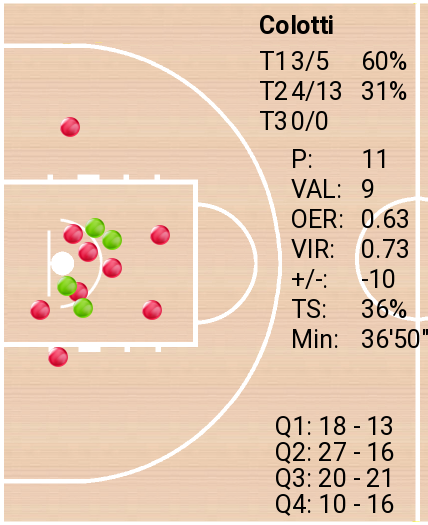 Colotti
T1 3/5 60%
T2 4/13 31%
T3 0/0
P: 11
VAL: 9
OER: 0.63
VIR: 0.73
+/-: -10
TS: 36%
Min: 36'50"
Q1: 18 - 13
Q2: 27 - 16
Q3: 20 - 21
Q4: 10 - 16